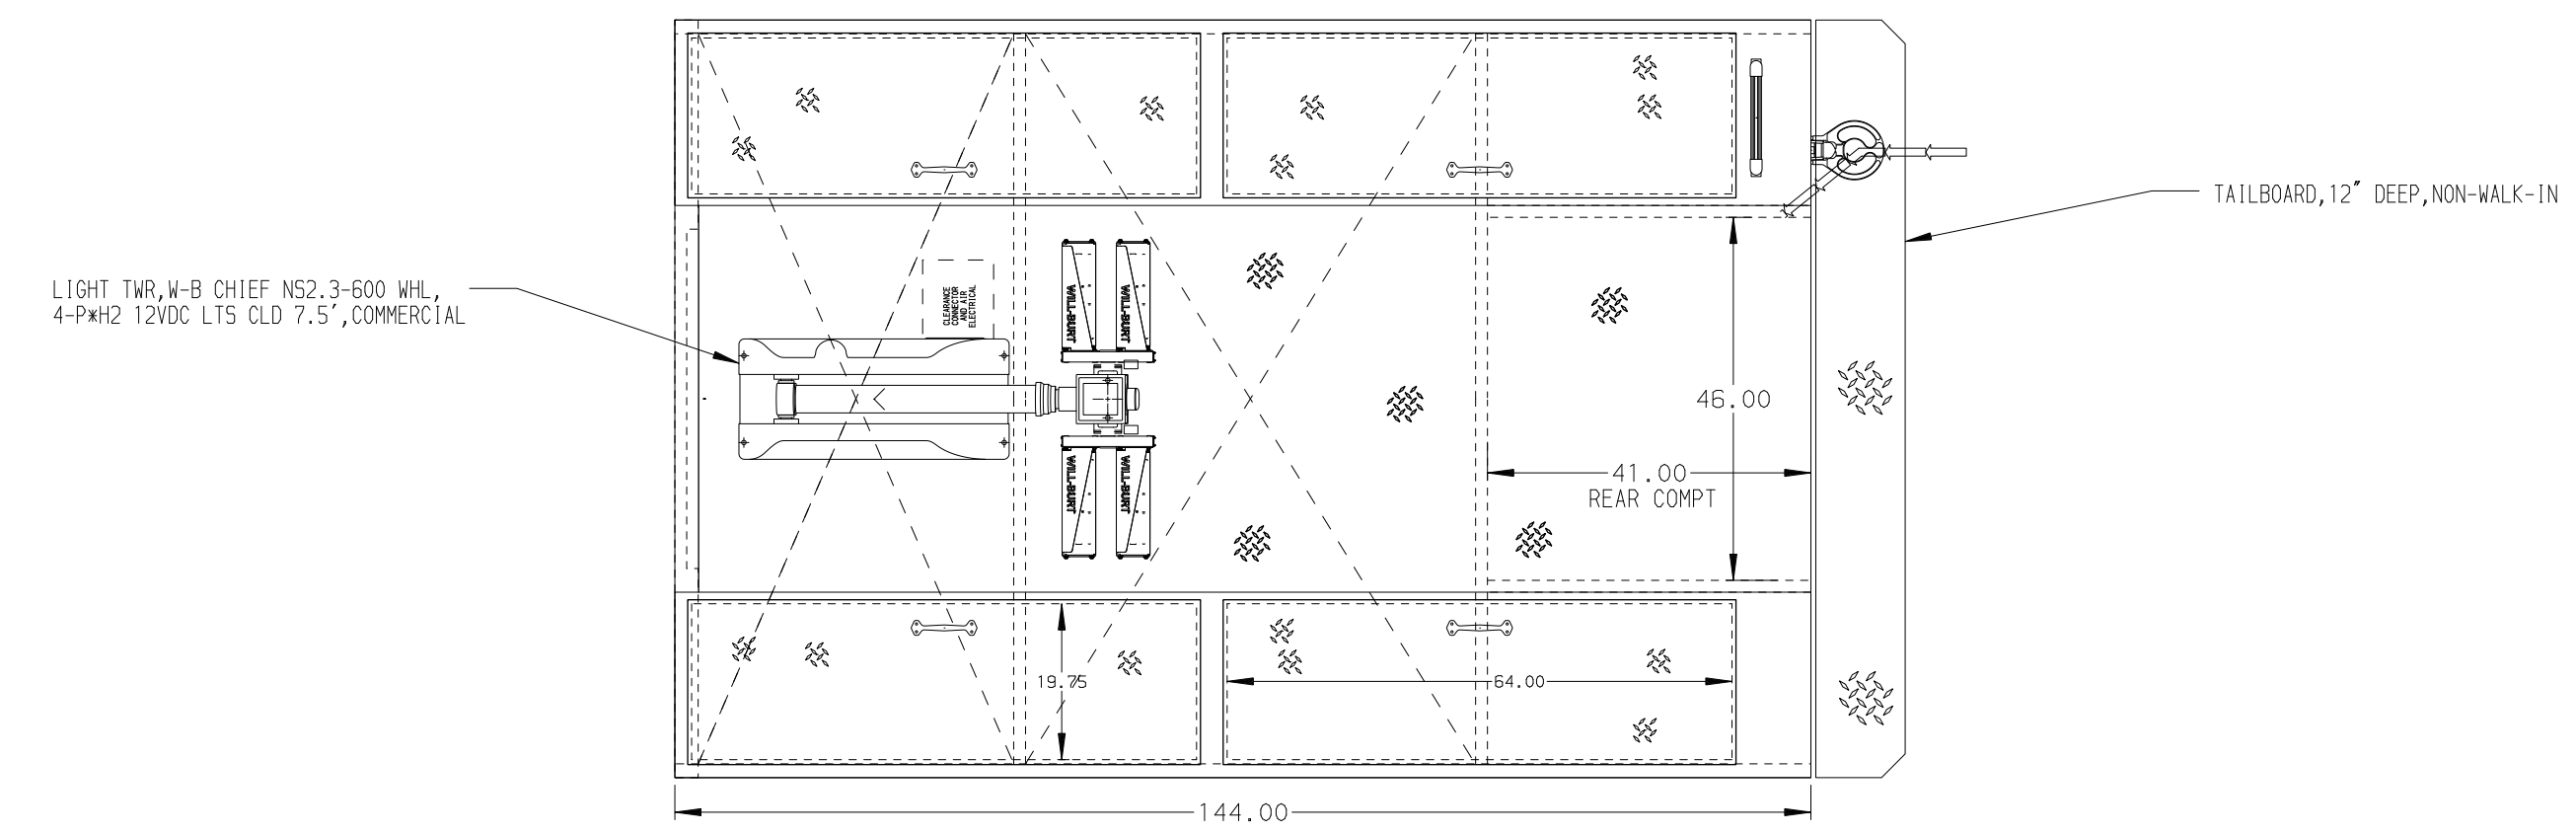 TAILBOARD,12" DEEP,NON-WALK-IN
LIGHT TWR,W-B CHIEF NS2.3-600 WHL,
4-P*H2 12VDC LTS CLD 7.5',COMMERCIAL
CLEARANCE
CONNECTOR
AND AIR
ELECTRICAL
WILL-BURT
WILL-BURT
46.00
WILL-BURT
WILL-BURT
41.00
REAR COMPT
19.75
64.00
144.00